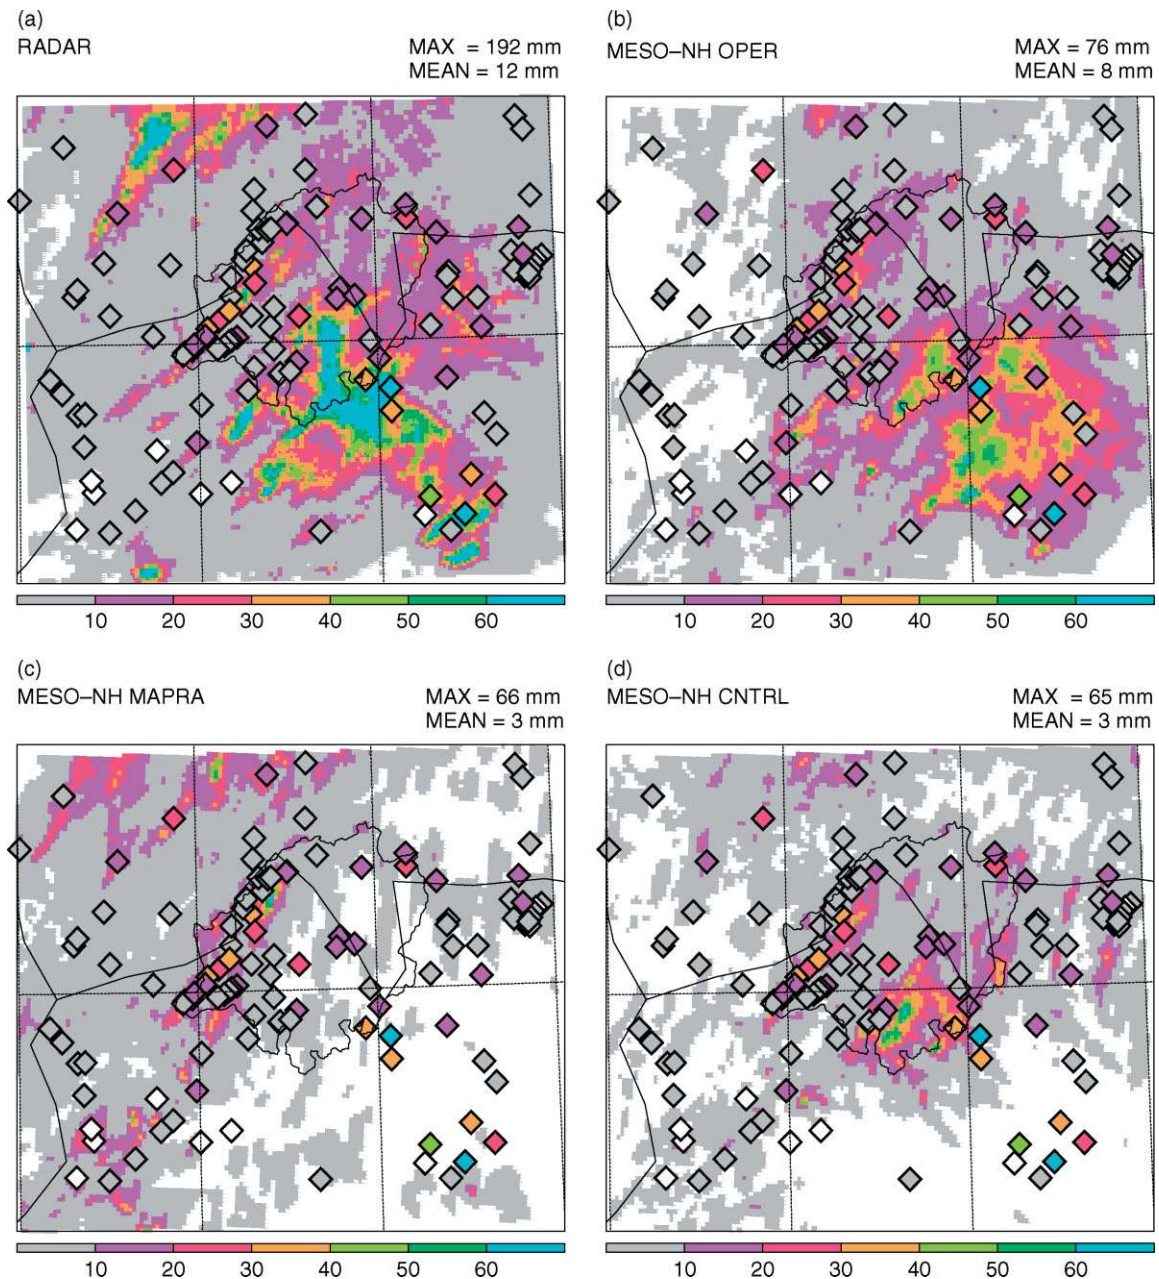 (a)
RADAR
MAX = 192 mm
MEAN = 12 mm
(b)
MESO–NH OPER
MAX = 76 mm
MEAN = 8 mm
10 20 30 40 50 60
10 20 30 40 50 60
(c)
MESO–NH MAPRA
MAX = 66 mm
MEAN = 3 mm
(d)
MESO–NH CNTRL
MAX = 65 mm
MEAN = 3 mm
10 20 30 40 50 60
10 20 30 40 50 60